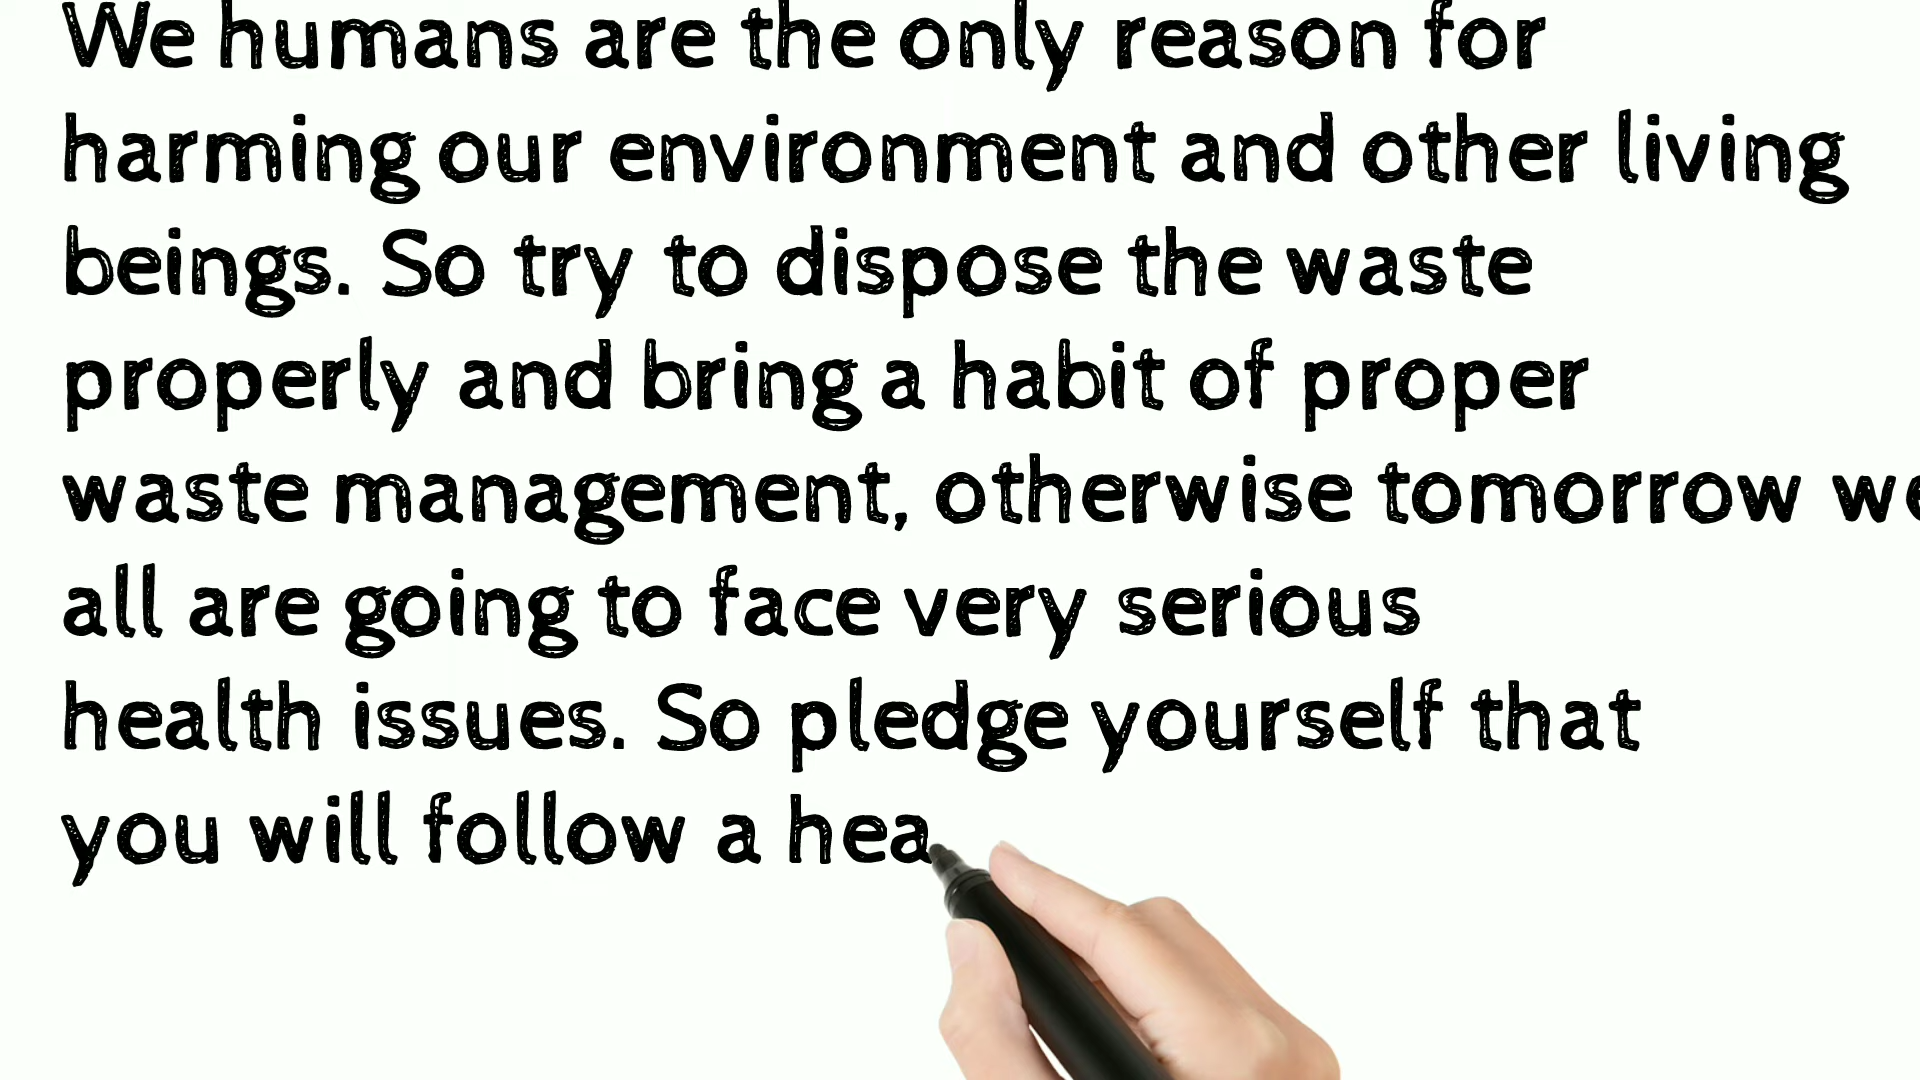 We humans are the only reason for
harming our environment and other living
beings. So try to dispose the waste
properly and bring a habit of proper
waste management, otherwise tomorrow we
all are going to face very serious
health issues. So pledge yourself that
you will follow a hea